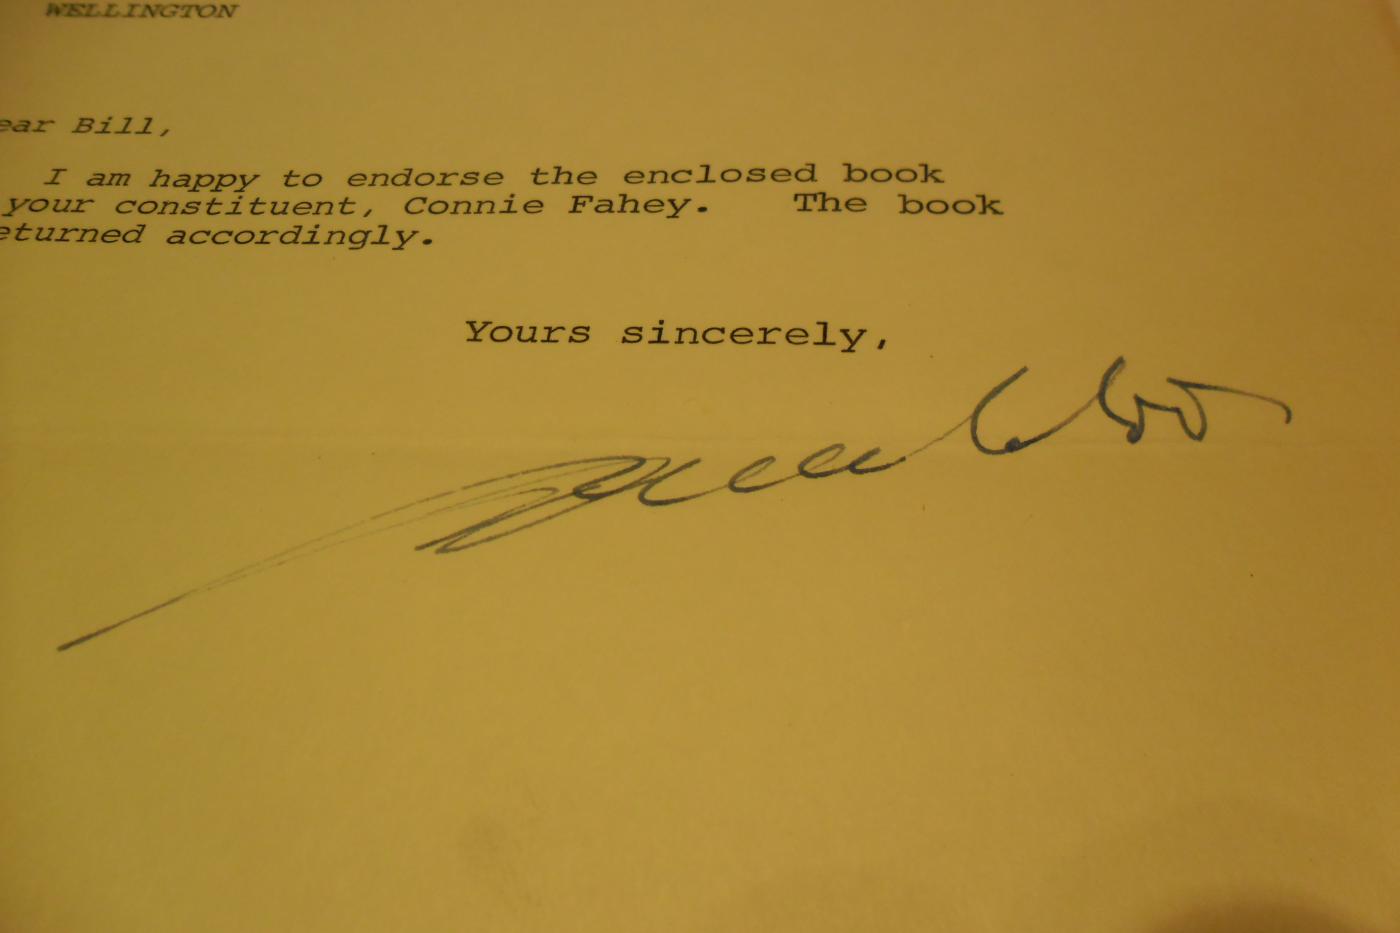 WELLINGTON
ear Bill,
I am happy to endorse the enclosed book
your constituent, Connie Fahey. The book
eturned accordingly.
Yours sincerely,